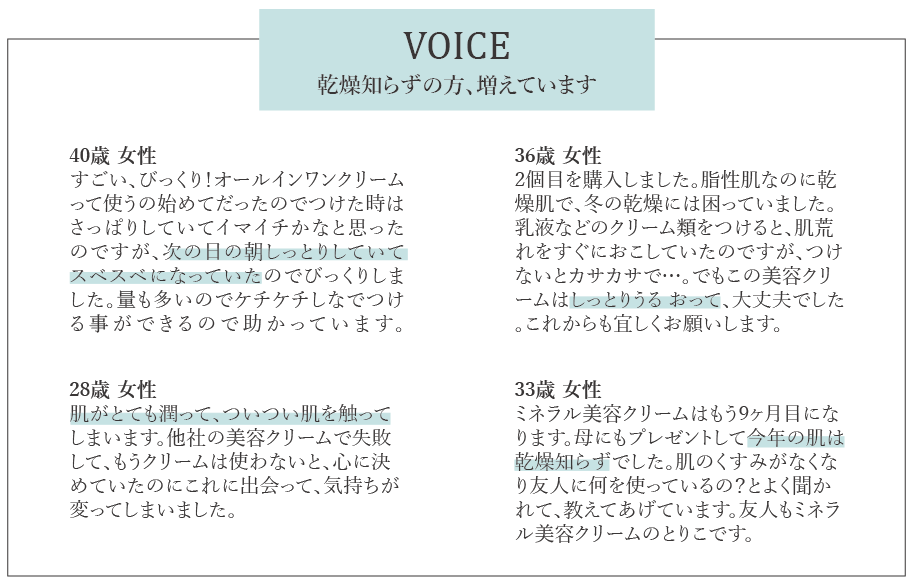 VOICE
乾燥知らずの方、増えています
40歳 女性
すごい、びっくり！オールインワンクリーム
って使うの始めてだったのでつけた時は
さっぱりしていてイマイチかなと思った
のですが、次の日の朝しっとりしていて
スベスベになっていたのでびっくりしま
した。量も多いのでケチケチしなでつけ
る事ができるので助かっています。
36歳 女性
2個目を購入しました。脂性肌なのに乾
燥肌で、冬の乾燥には困っていました。
乳液などのクリーム類をつけると、肌荒
れをすぐにおこしていたのですが、つけ
ないとカサカサで…。でもこの美容クリ
ームはしっとりうる おって、大丈夫でした
。これからも宜しくお願いします。
28歳 女性
肌がとても潤って、ついつい肌を触って
しまいます。他社の美容クリームで失敗
して、もうクリームは使わないと、心に決
めていたのにこれに出会って、気持ちが
変ってしまいました。
33歳 女性
ミネラル美容クリームはもう9ヶ月目にな
ります。母にもプレゼントして今年の肌は
乾燥知らずでした。肌のくすみがなくな
り友人に何を使っているの？とよく聞か
れて、教えてあげています。友人もミネラ
ル美容クリームのとりこです。